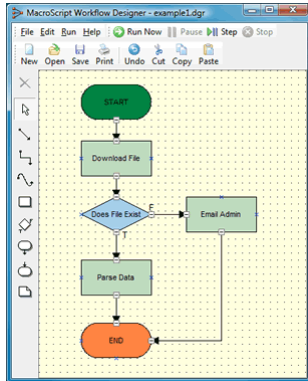 MacroScript Workflow Designer - example1.dgr
File Edit Run Help Run Now Pause Step Stop
New Open Save Print Undo Cut Copy Paste
START
Download File
Does File Exist
F
Email Admin
T
Parse Data
END